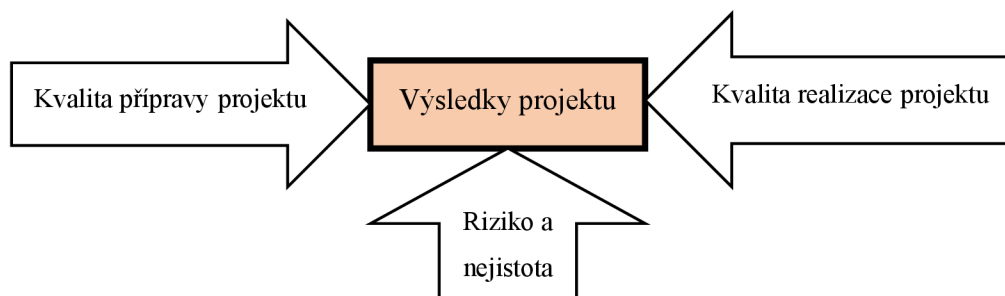 Kvalita přípravy projektu
Výsledky projektu
Kvalita realizace projektu
Riziko a
nejistota